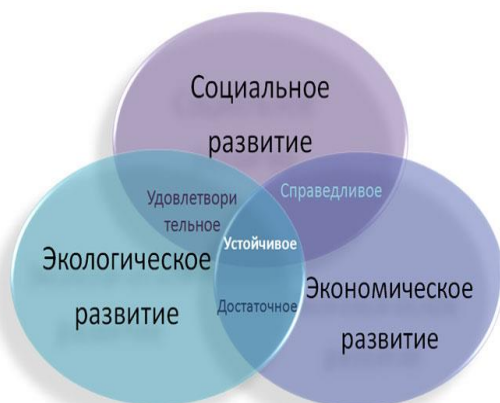 Социальное
развитие
Удовлетвори
тельное
Справедливое
Устойчивое
Экологическое
развитие
Достаточное
Экономическое
развитие